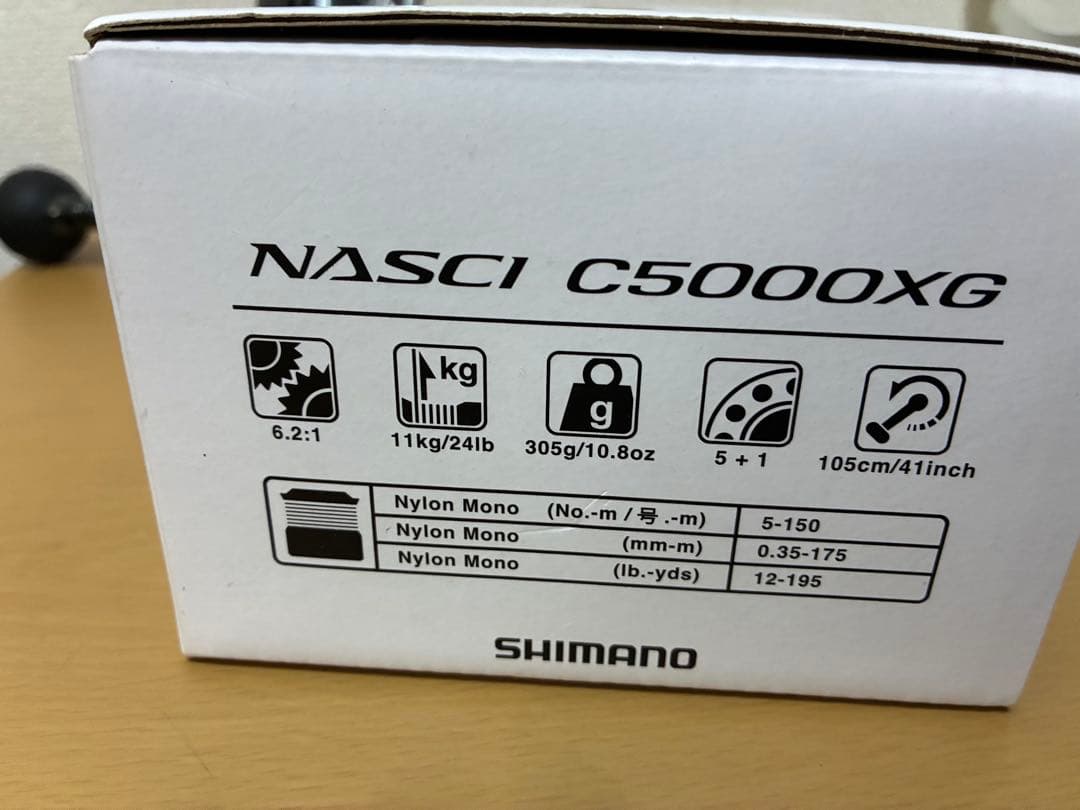 NASCI C5000XG
kg
g
6.2:1 11kg/24lb 305g/10.8oz 5 + 1 105cm/41inch
Nylon Mono (No.-m / 号.-m) 5-150
Nylon Mono (mm-m) 0.35-175
Nylon Mono (lb.-yds) 12-195
SHIMANO